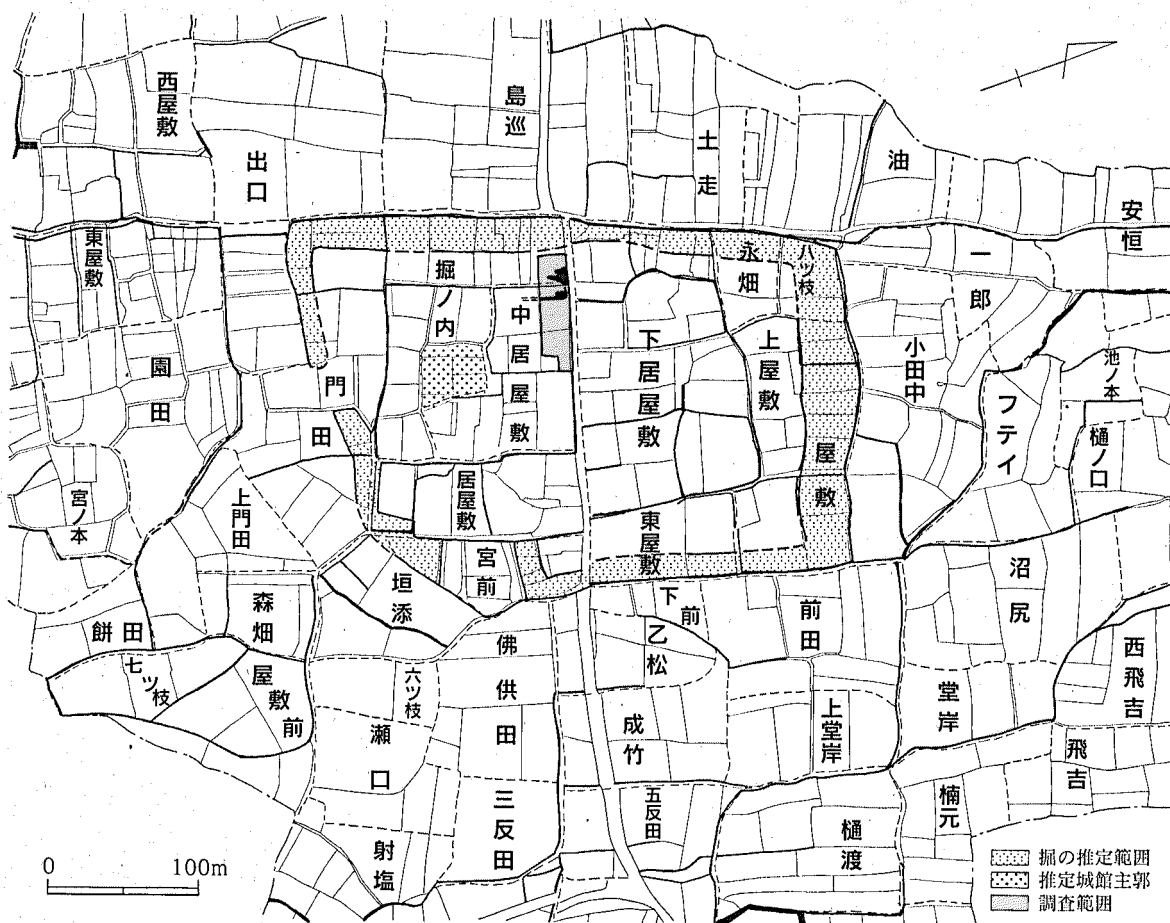 西屋敷
島巡
出口
土走
油
安恒
東屋敷
掘ノ内
永畑
八ツ枝
一郎
中居屋敷
下居屋敷
上屋敷
小田中
池ノ本
園田
門田
フテイ
樋ノ口
屋敷
宮ノ本
居屋敷
上門田
東屋敷
宮前
沼尻
垣添
森畑
下前
前田
餅田
佛供田
乙松
西飛吉
七ツ枝
屋敷前
六ツ枝
堂岸
成竹
上堂岸
瀬口
飛吉
三反田
五反田
楠元
樋渡
射塩
0 100m
掘の推定範囲
推定城館主郭
調査範囲